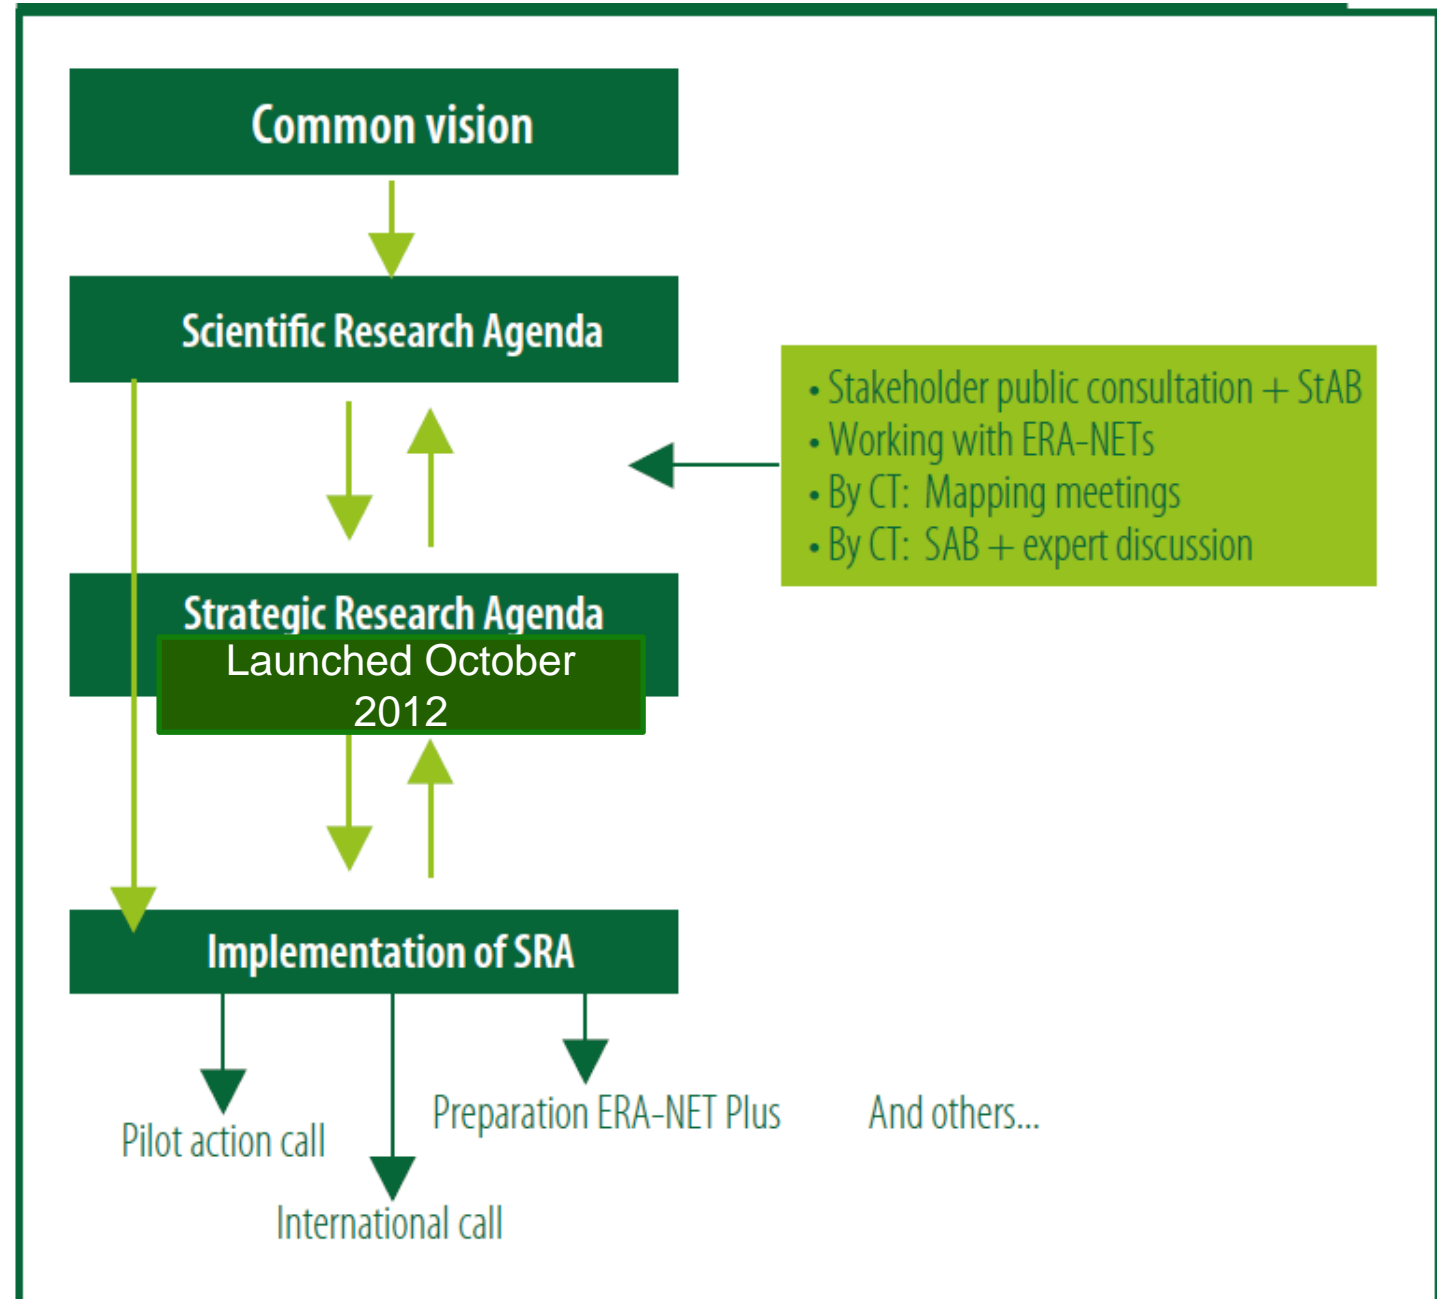 Common vision
Scientific Research Agenda
• Stakeholder public consultation + StAB
• Working with ERA-NETs
• By CT: Mapping meetings
• By CT: SAB + expert discussion
Strategic Research Agenda
Launched October
2012
Implementation of SRA
Preparation ERA-NET Plus
And others...
Pilot action call
International call